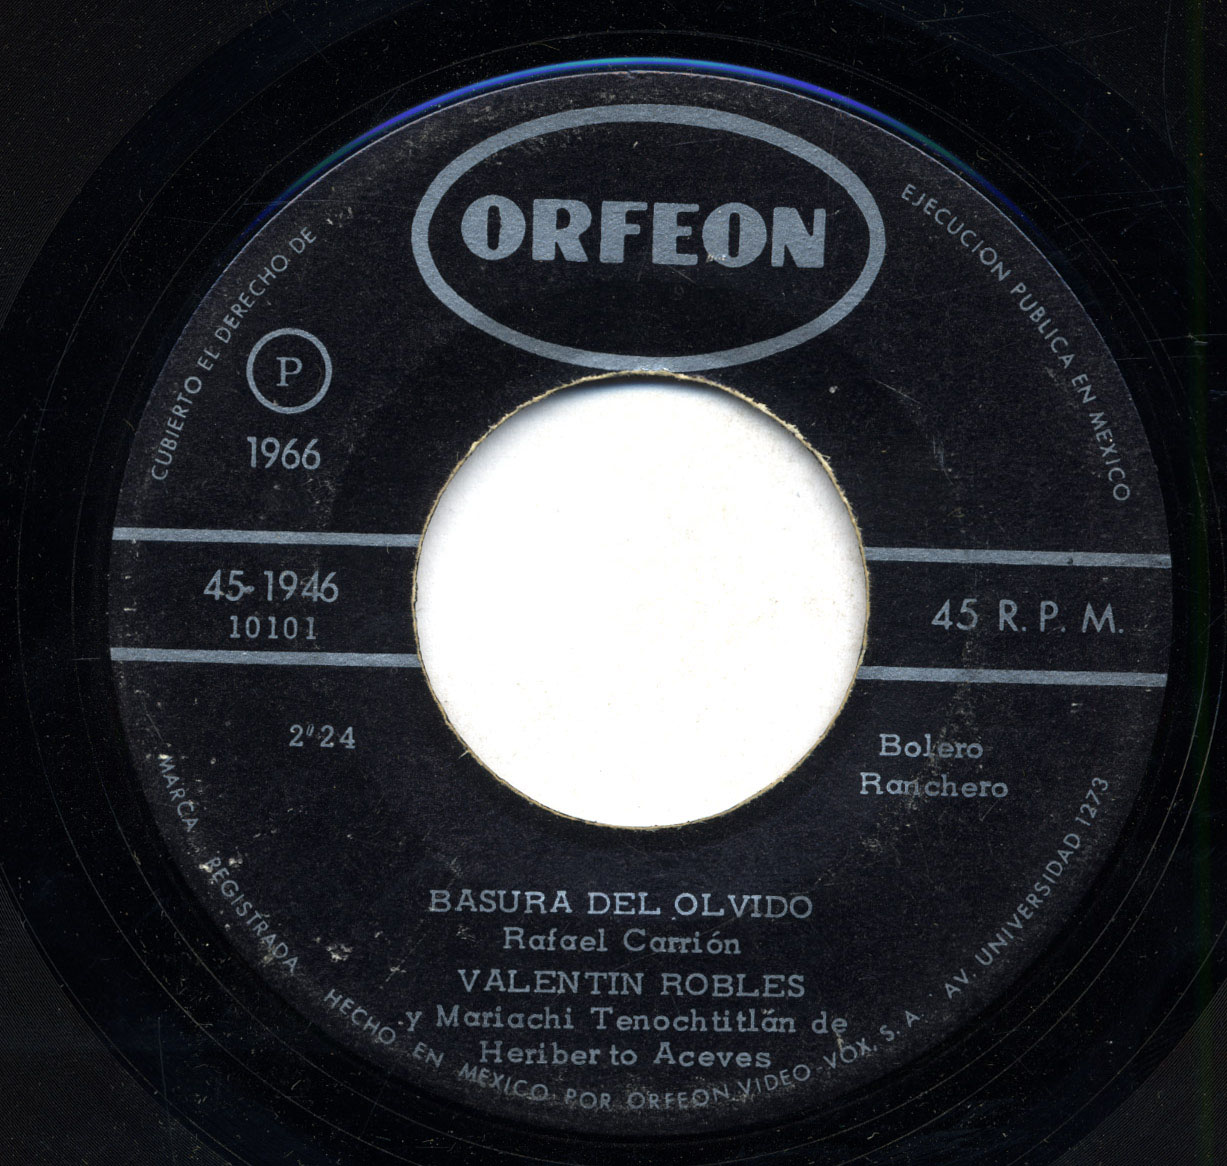 ORFEON
CUBIERTO EL DERECHO DE
EJECUCION PUBLICA EN MEXICO
P
1966
45-1946
10101
45 R. P. M.
2''24
Bolero
Ranchero
BASURA DEL OLVIDO
Rafael Carrión
VALENTIN ROBLES
y Mariachi Tenochtitlán de
Heriberto Aceves
MARCA REGISTRADA HECHO EN MEXICO POR ORFEON VIDEO-VOX, S. A. AV. UNIVERSIDAD 1273